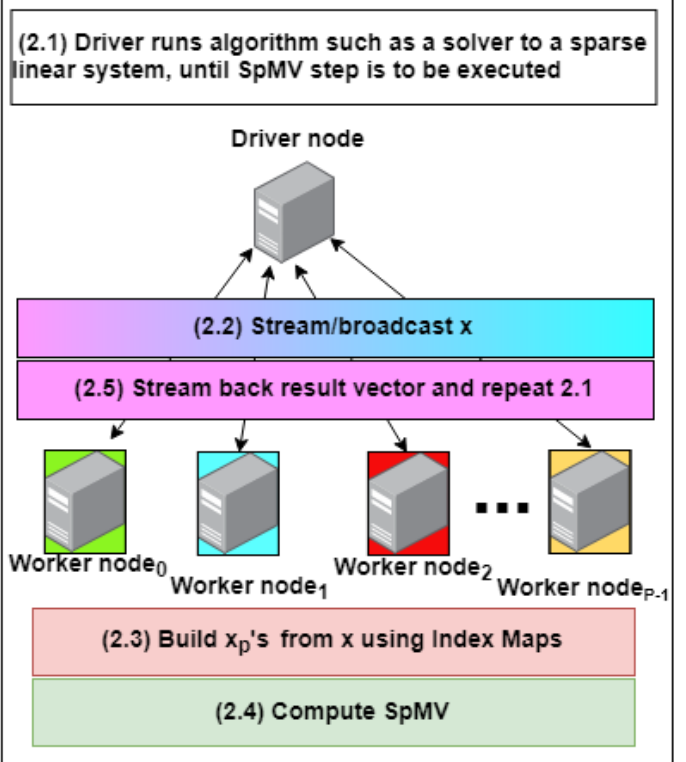 (2.1) Driver runs algorithm such as a solver to a sparse
linear system, until SpMV step is to be executed
Driver node
(2.2) Stream/broadcast x
(2.5) Stream back result vector and repeat 2.1
Worker node₀
Worker node₁
Worker node₂
Worker node_P-1
(2.3) Build x_p's from x using Index Maps
(2.4) Compute SpMV